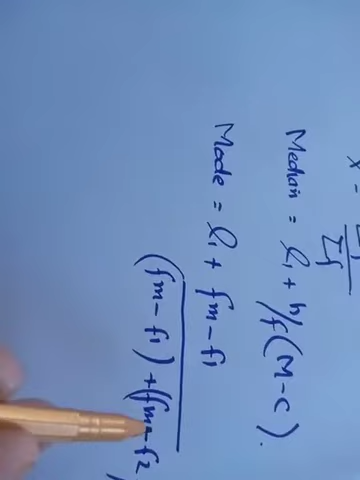 x = Σf
Median = l₁ + h/f (M - c).
Mode = l₁ + fm - f₁
(fm - f₁) + (fm - f₂)